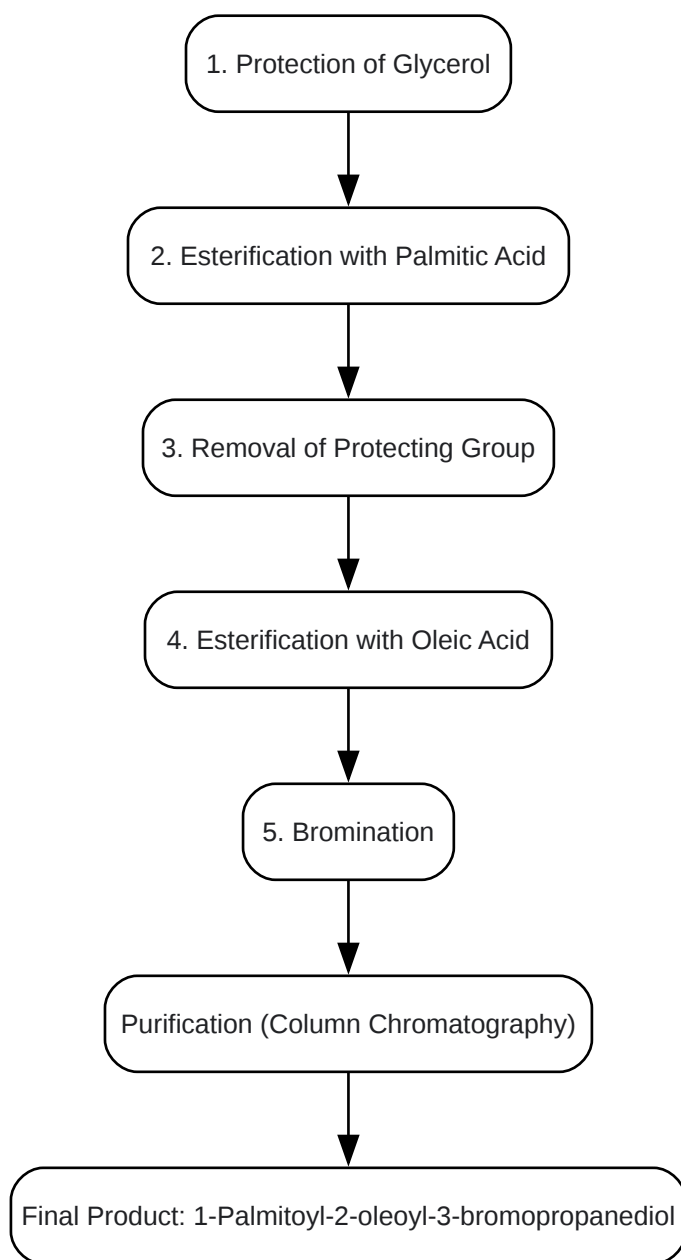 1. Protection of Glycerol
2. Esterification with Palmitic Acid
3. Removal of Protecting Group
4. Esterification with Oleic Acid
5. Bromination
Purification (Column Chromatography)
Final Product: 1-Palmitoyl-2-oleoyl-3-bromopropanediol